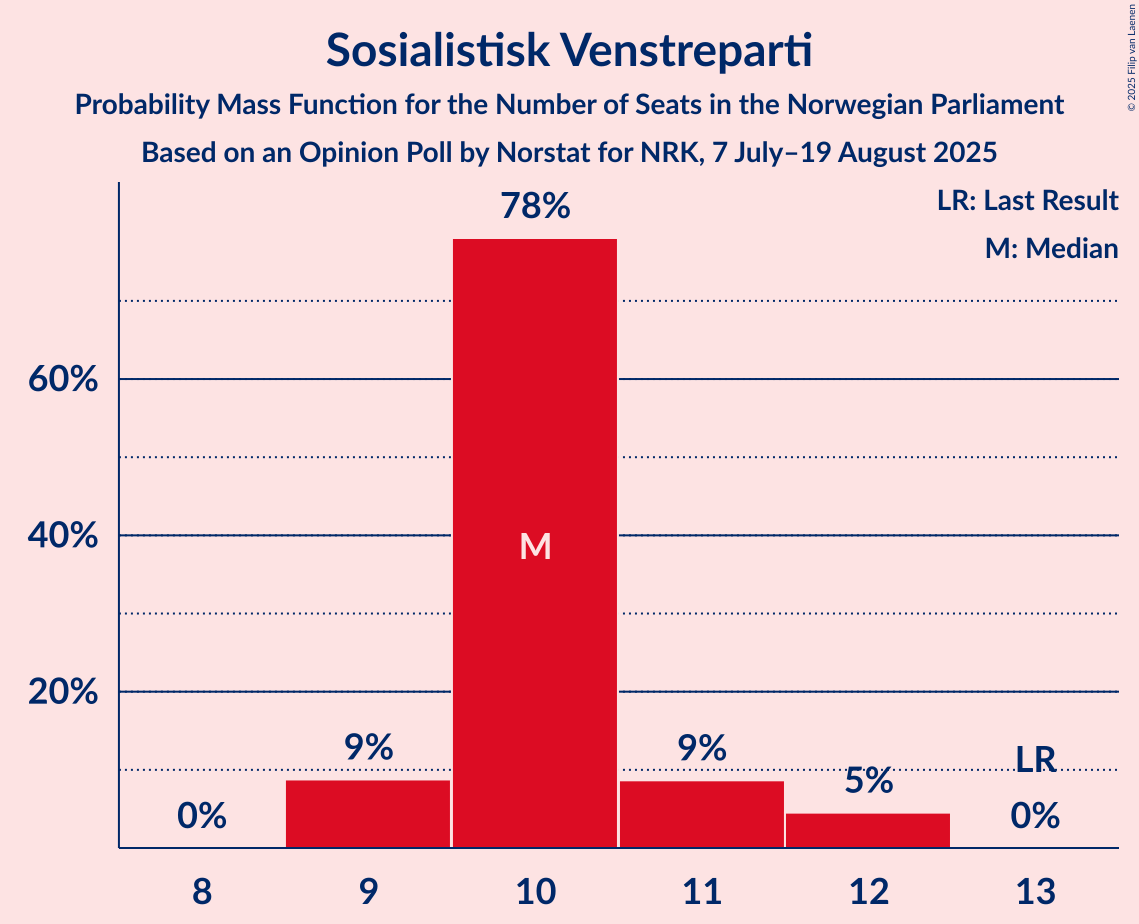 Sosialistisk Venstreparti
Probability Mass Function for the Number of Seats in the Norwegian Parliament
Based on an Opinion Poll by Norstat for NRK, 7 July–19 August 2025
© 2025 Filip van Laenen
LR: Last Result
M: Median
78%
60%
40%
20%
M
0%
9%
9%
5%
LR
0%
8 9 10 11 12 13